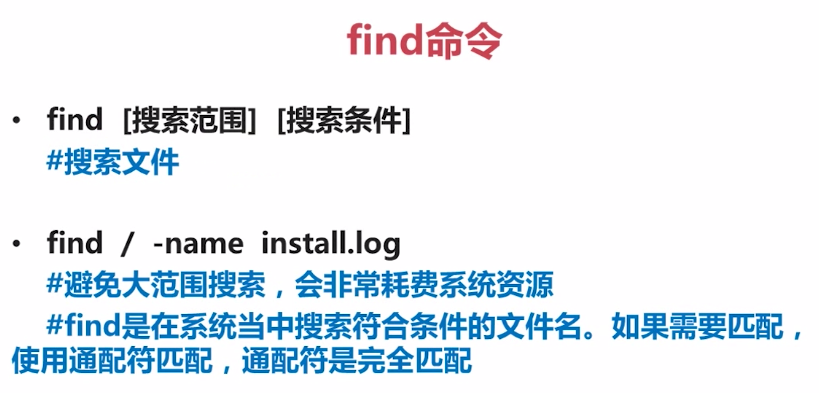 find命令
• find [搜索范围] [搜索条件]
#搜索文件
• find / -name install.log
#避免大范围搜索，会非常耗费系统资源
#find是在系统当中搜索符合条件的文件名。如果需要匹配，
使用通配符匹配，通配符是完全匹配